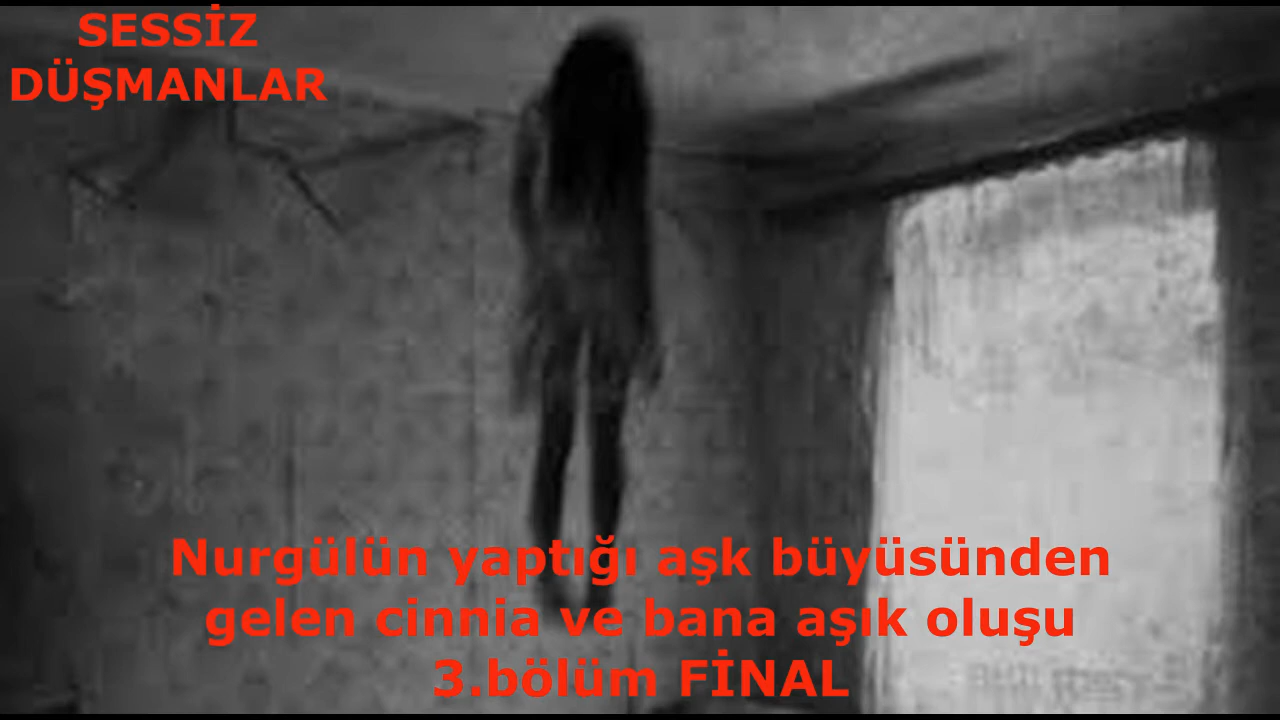 SESSİZ
DÜŞMANLAR
Nurgülün yaptığı aşk büyüsünden
gelen cinnia ve bana aşık oluşu
3.bölüm FİNAL